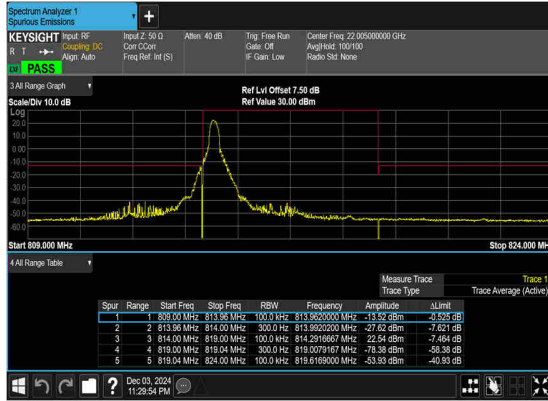 Spectrum Analyzer 1
Spurious Emissions
+
KEYSIGHT Input: RF Input Z: 50 Ω Atten: 40 dB Trig: Free Run Center Freq: 22.005000000 GHz
R T Coupling: DC Corr CCorr Gate: Off Avg|Hold: 100/100
Align: Auto Freq Ref: Int (S) IF Gain: Low Radio Std: None
PASS
3 All Range Graph
Ref Lvl Offset 7.50 dB
Scale/Div 10.0 dB Ref Value 30.00 dBm
Log
20.0
10.0
0.00
-10.0
-20.0
-30.0
-40.0
-50.0
-60.0
Start 809.000 MHz Stop 824.000 MH
4 All Range Table
Measure Trace Trace 1
Trace Type Trace Average (Active)
Spur Range Start Freq Stop Freq RBW Frequency Amplitude ΔLimit
1 1 809.00 MHz 813.96 MHz 100.0 kHz 813.9620000 MHz -13.52 dBm -0.525 dB
2 2 813.96 MHz 814.00 MHz 300.0 Hz 813.9920200 MHz -27.62 dBm -7.621 dB
3 3 814.00 MHz 819.00 MHz 100.0 kHz 814.2916667 MHz 22.54 dBm -7.464 dB
4 4 819.00 MHz 819.04 MHz 300.0 Hz 819.0079167 MHz -78.38 dBm -58.38 dB
5 5 819.04 MHz 824.00 MHz 100.0 kHz 819.6169000 MHz -53.93 dBm -40.93 dB
?
Dec 03, 2024
11:29:54 PM